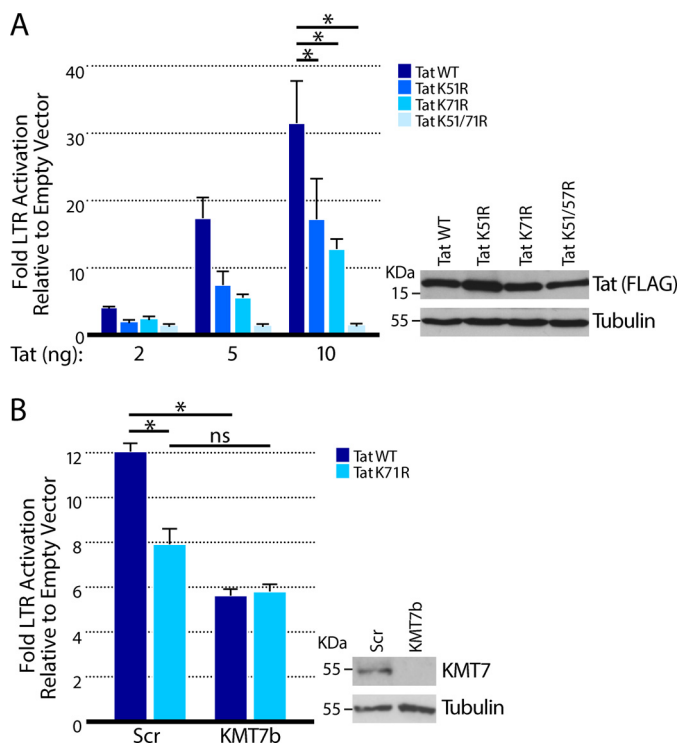 A
*
*
*
Fold LTR Activation
Relative to Empty Vector
40
30
20
10
0
Tat WT
Tat K51R
Tat K71R
Tat K51/71R
Tat (ng): 2 5 10
Tat WT
Tat K51R
Tat K71R
Tat K51/57R
KDa
15
Tat (FLAG)
55
Tubulin
B
*
*
ns
Fold LTR Activation
Relative to Empty Vector
12
10
8
6
4
2
0
Tat WT
Tat K71R
Scr KMT7b
Scr
KMT7b
KDa
55
KMT7
55
Tubulin